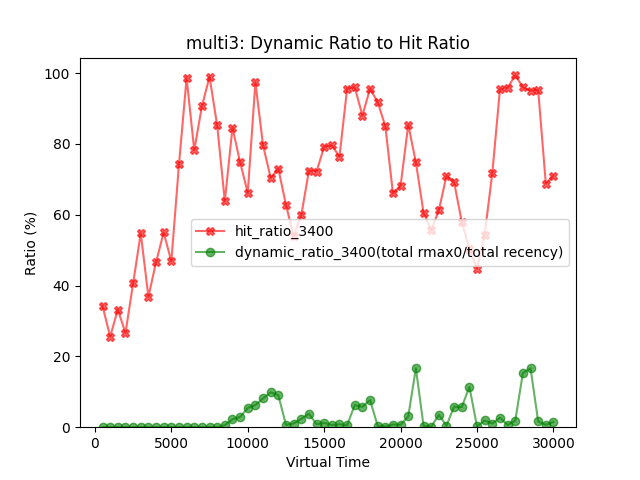 multi3: Dynamic Ratio to Hit Ratio
100
80
60
40
20
0
Ratio (%)
hit_ratio_3400
dynamic_ratio_3400(total rmax0/total recency)
0 5000 10000 15000 20000 25000 30000
Virtual Time